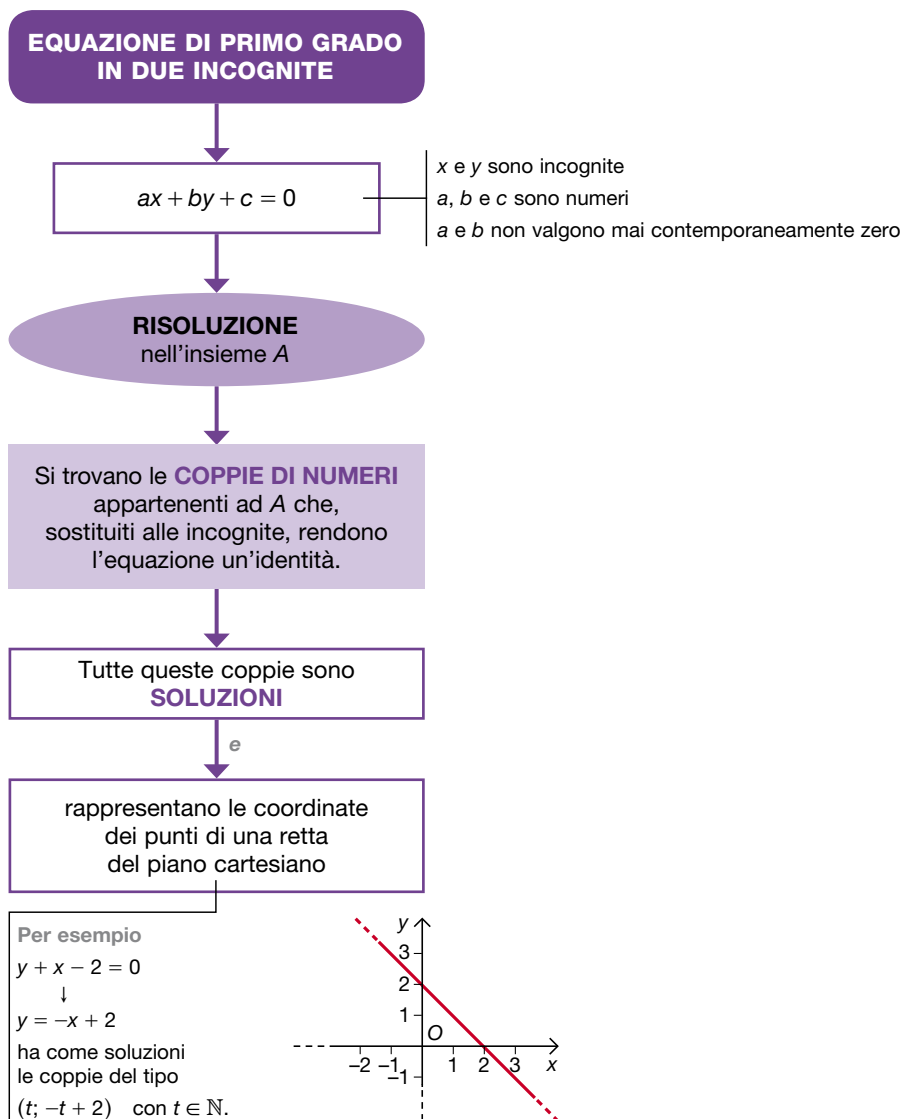 EQUAZIONE DI PRIMO GRADO
IN DUE INCOGNITE
ax + by + c = 0
x e y sono incognite
a, b e c sono numeri
a e b non valgono mai contemporaneamente zero
RISOLUZIONE
nell'insieme A
Si trovano le COPPIE DI NUMERI
appartenenti ad A che,
sostituiti alle incognite, rendono
l'equazione un'identità.
Tutte queste coppie sono
SOLUZIONI
e
rappresentano le coordinate
dei punti di una retta
del piano cartesiano
Per esempio
y + x − 2 = 0
↓
y = −x + 2
ha come soluzioni
le coppie del tipo
(t; −t + 2) con t ∈ ℕ.
y
3
2
1
O
−2 −1 1 2 3 x
−1